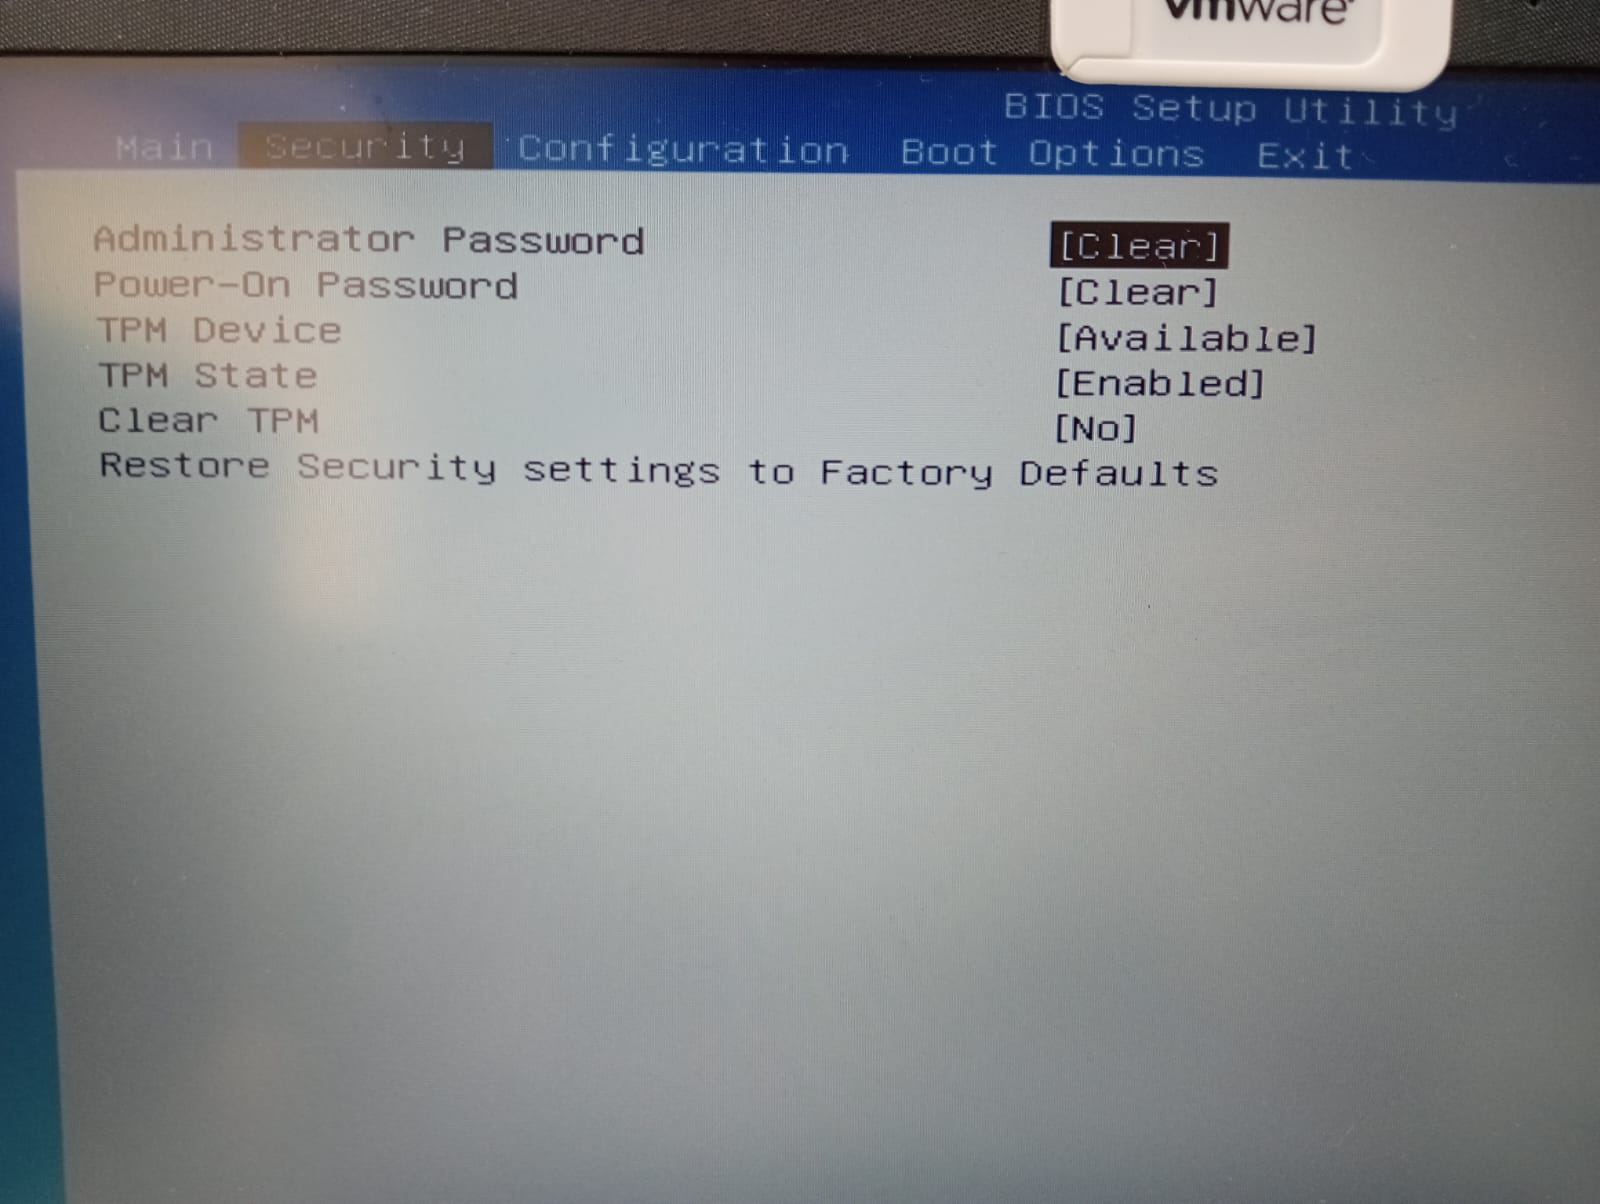 vmware
BIOS Setup Utility
Main Security Configuration Boot Options Exit
Administrator Password [Clear]
Power-On Password [Clear]
TPM Device [Available]
TPM State [Enabled]
Clear TPM [No]
Restore Security settings to Factory Defaults